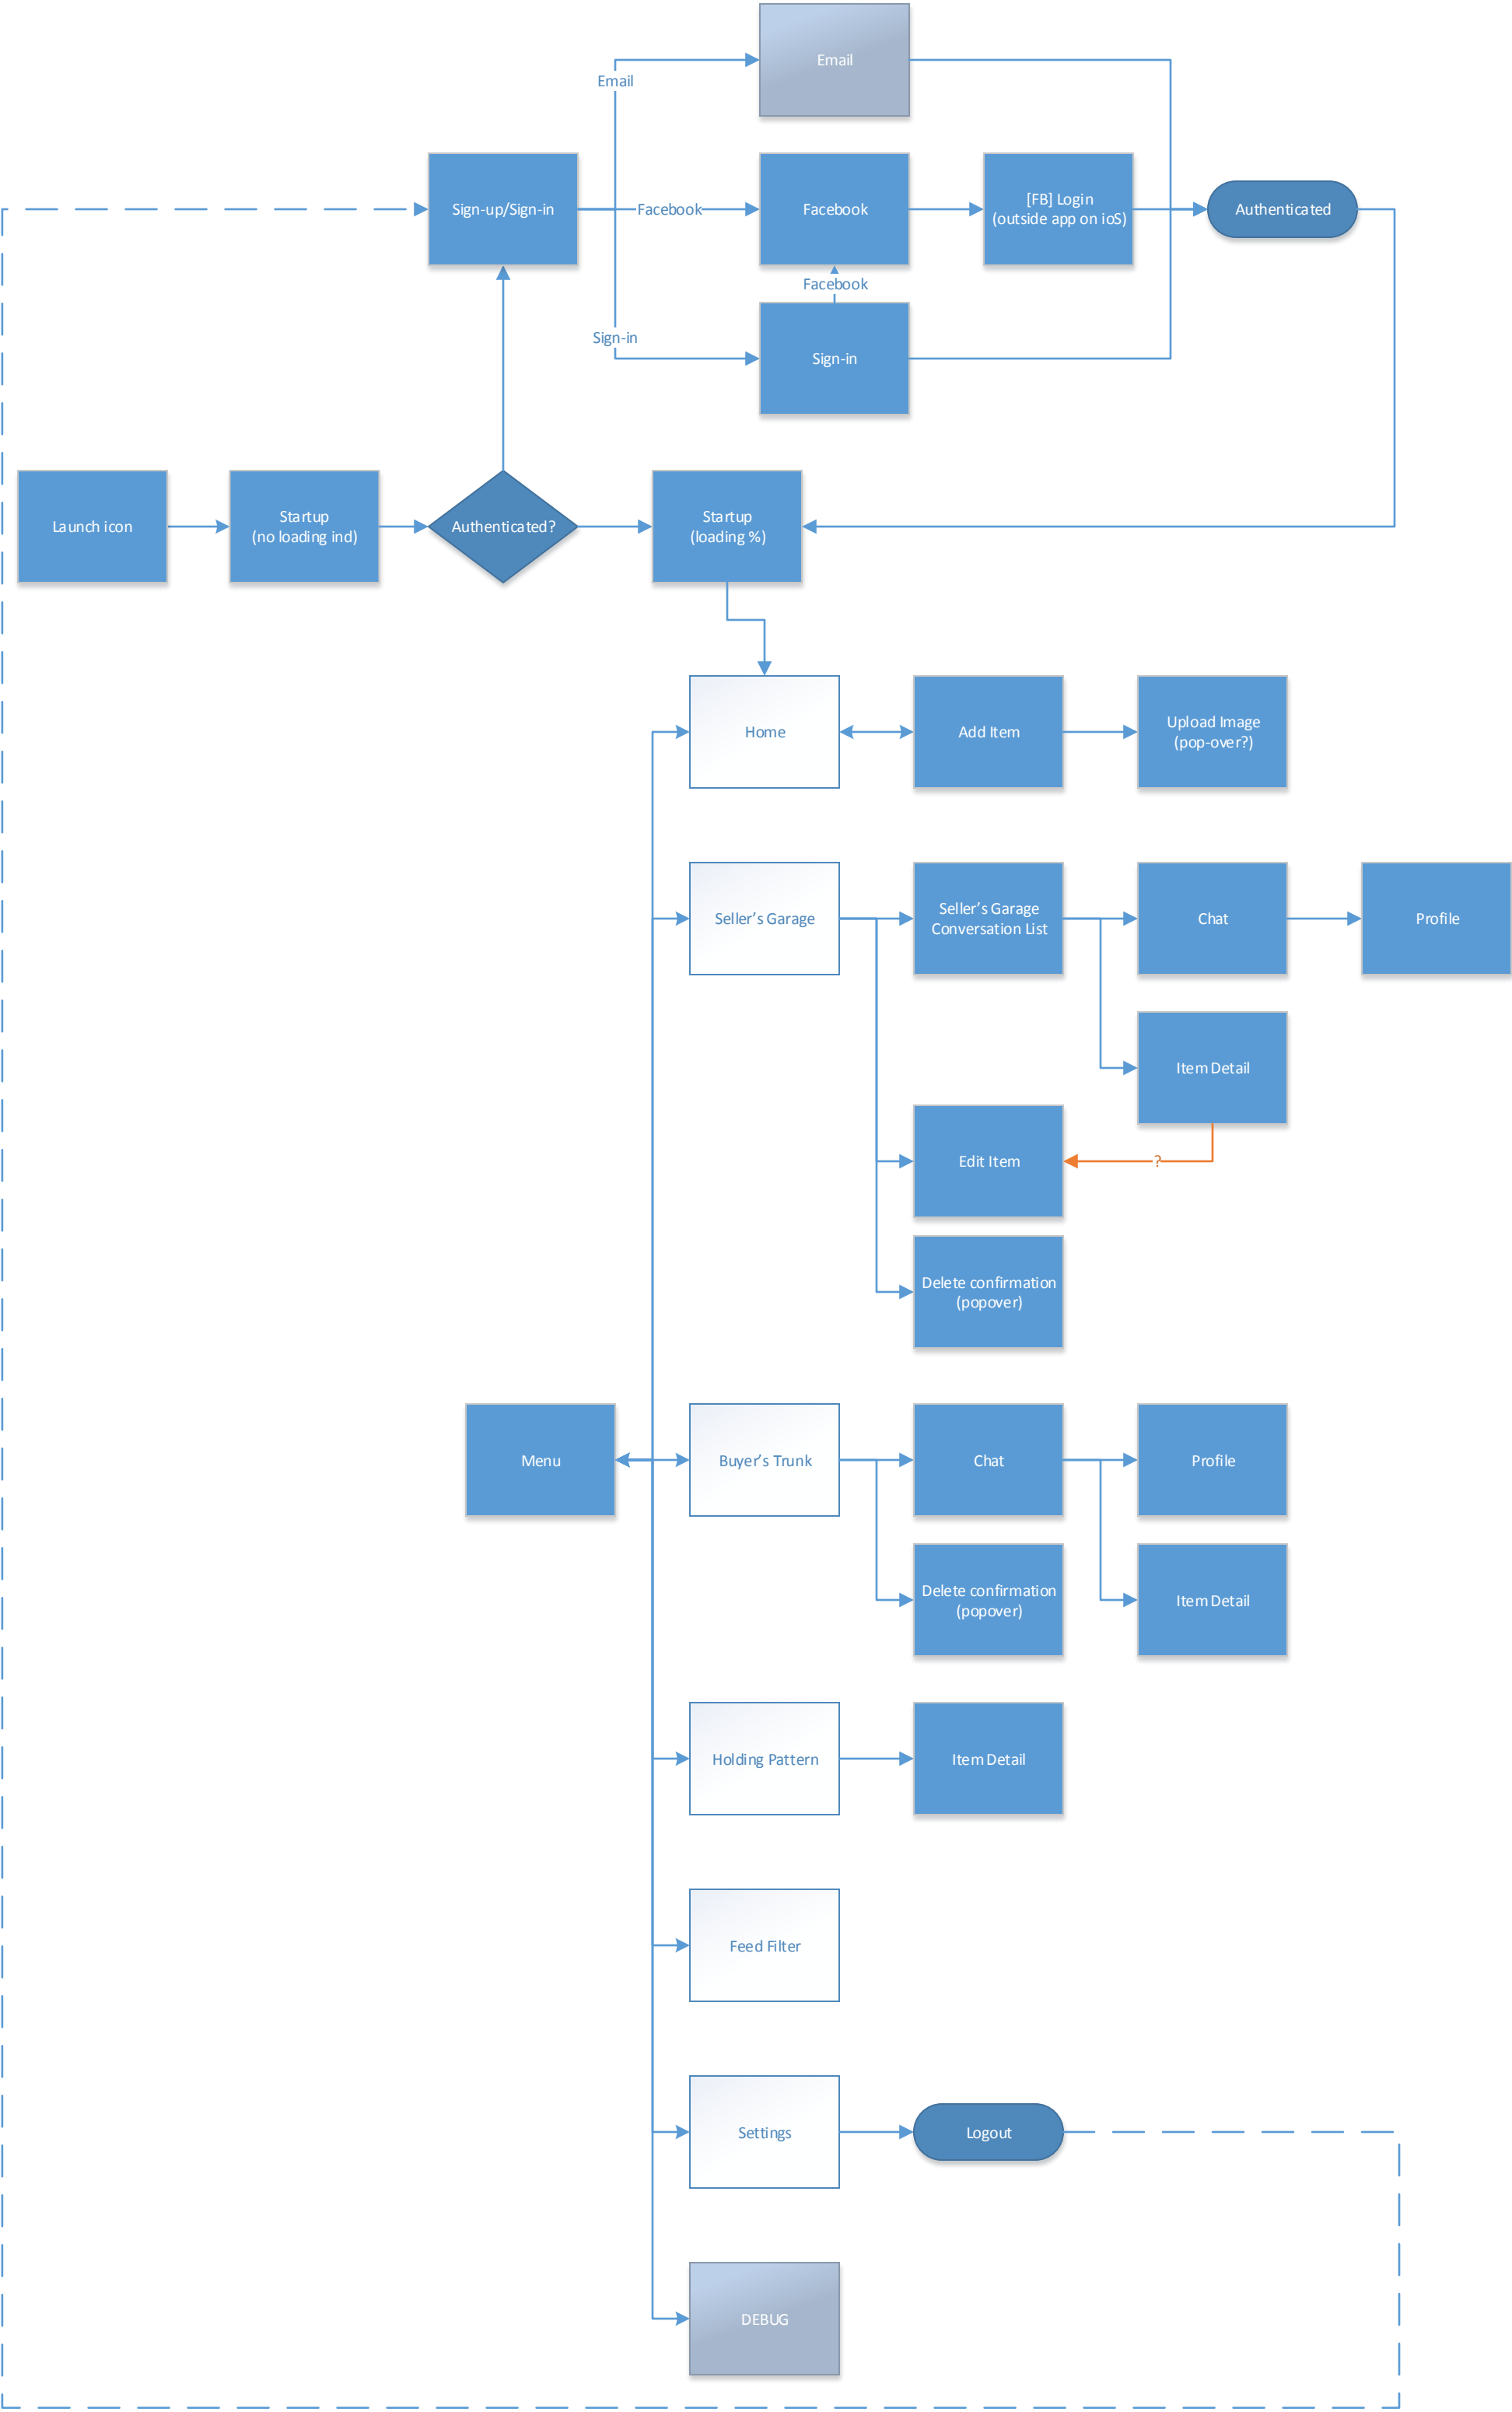 Email
Email
Sign-up/Sign-in
Facebook
Facebook
[FB] Login
(outside app on ioS)
Authenticated
Facebook
Sign-in
Sign-in
Launch icon
Startup
(no loading ind)
Authenticated?
Startup
(loading %)
Home
Add Item
Upload Image
(pop-over?)
Seller's Garage
Seller's Garage
Conversation List
Chat
Profile
Item Detail
Edit Item
?
Delete confirmation
(popover)
Menu
Buyer's Trunk
Chat
Profile
Delete confirmation
(popover)
Item Detail
Holding Pattern
Item Detail
Feed Filter
Settings
Logout
DEBUG